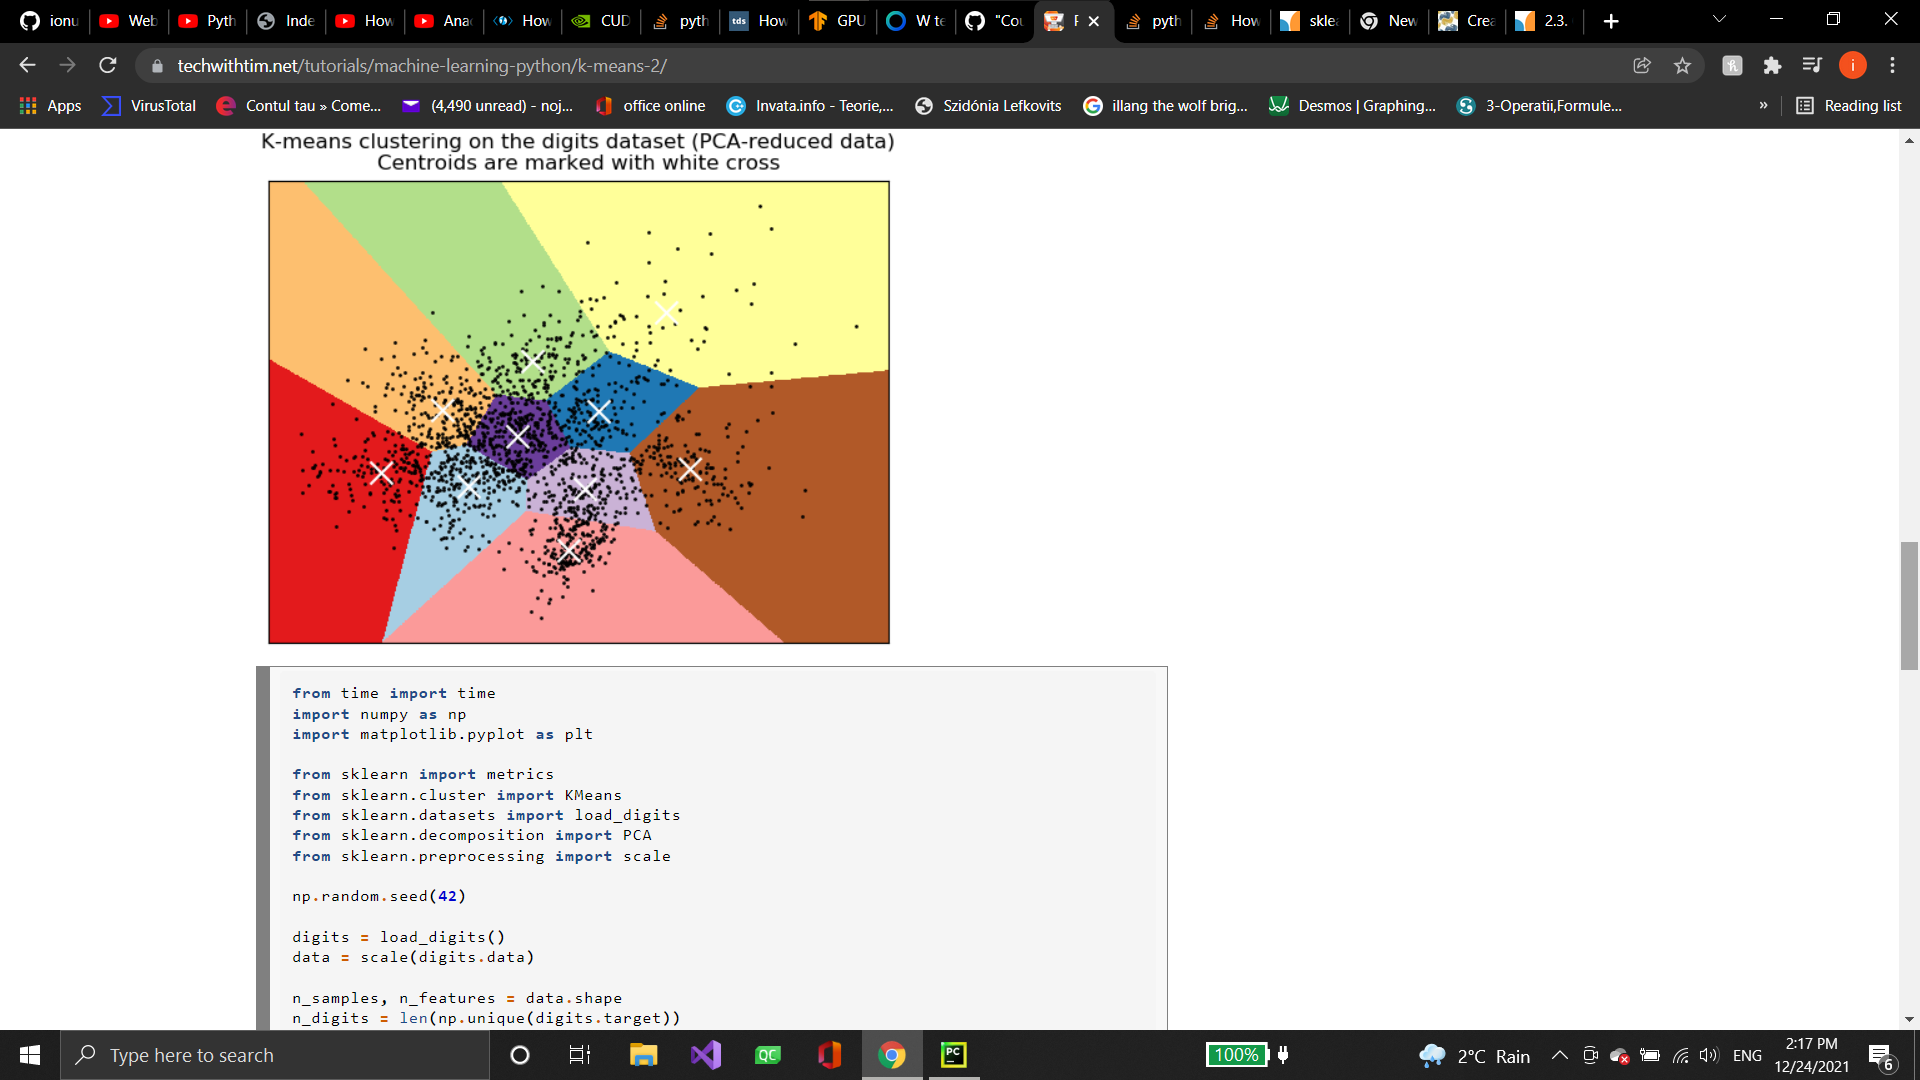 ionu
Web
Pyth
Inde
How
Anac
How
CUD
pyth
tds How
GPU
W te
"Cou
F
pyth
How
skle
New
Crea
2.3.
techwithtim.net/tutorials/machine-learning-python/k-means-2/
i
Apps
VirusTotal
Contul tau » Come...
(4,490 unread) - noj...
office online
Invata.info - Teorie,...
Szidónia Lefkovits
illang the wolf brig...
Desmos | Graphing...
3-Operatii,Formule...
»
Reading list
K-means clustering on the digits dataset (PCA-reduced data)
Centroids are marked with white cross
from time import time
import numpy as np
import matplotlib.pyplot as plt
from sklearn import metrics
from sklearn.cluster import KMeans
from sklearn.datasets import load_digits
from sklearn.decomposition import PCA
from sklearn.preprocessing import scale
np.random.seed(42)
digits = load_digits()
data = scale(digits.data)
n_samples, n_features = data.shape
n_digits = len(np.unique(digits.target))
Type here to search
QC
PC
100%
2°C Rain
ENG
2:17 PM
12/24/2021
6